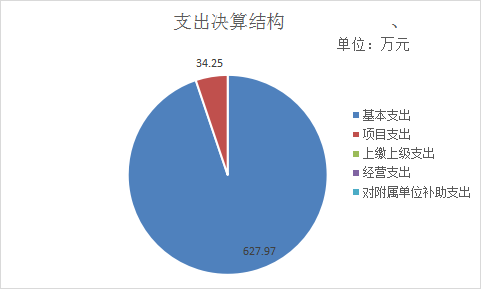 支出决算结构 、
单位：万元
34.25
627.97
基本支出
项目支出
上缴上级支出
经营支出
对附属单位补助支出